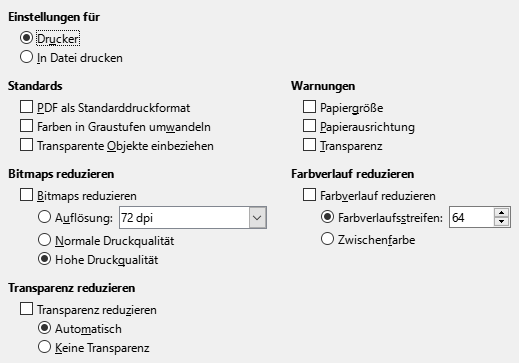 Einstellungen für
Drucker
In Datei drucken
Standards
PDF als Standarddruckformat
Farben in Graustufen umwandeln
Transparente Objekte einbeziehen
Warnungen
Papiergröße
Papierausrichtung
Transparenz
Bitmaps reduzieren
Bitmaps reduzieren
Auflösung: 72 dpi
Normale Druckqualität
Hohe Druckqualität
Farbverlauf reduzieren
Farbverlauf reduzieren
Farbverlaufsstreifen: 64
Zwischenfarbe
Transparenz reduzieren
Transparenz reduzieren
Automatisch
Keine Transparenz